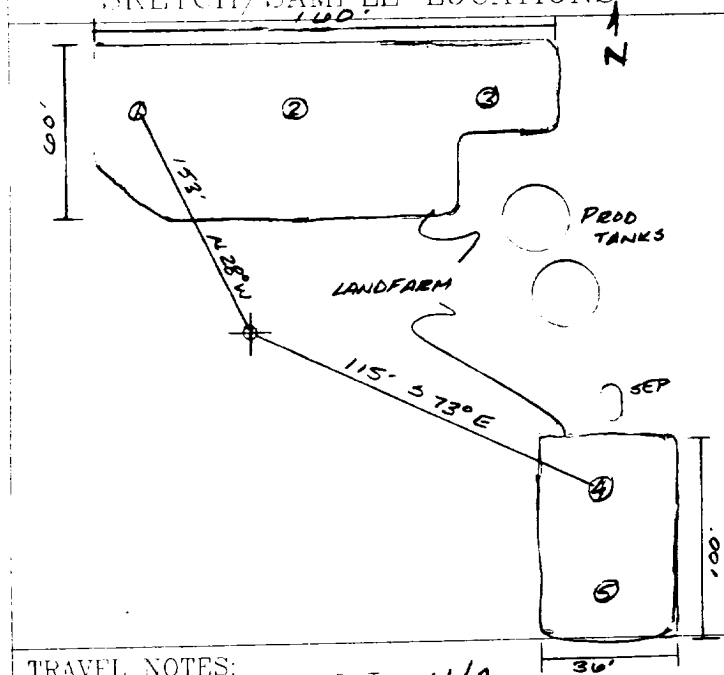 SKETCH/SAMPLE LOCATIONS
160'
N
60'
1
2
3
153'
N 28° W
PROD
TANKS
LANDFARM
115' S 73° E
SEP
4
5
100'
36'
TRAVEL NOTES: